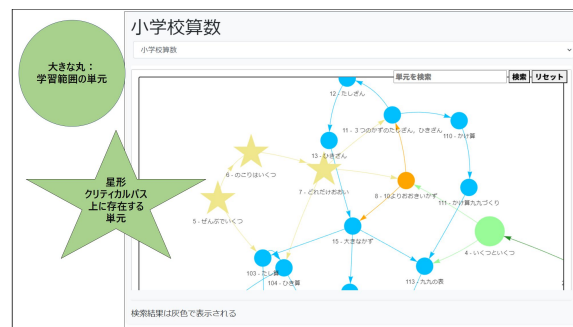 小学校算数
小学校算数
大きな丸：
学習範囲の単元
単元を検索
検索
リセット
12 - たしざん
11 - 3つのかずのたしざん、ひきざん
110 - かけ算
13 - ひきざん
6 - のこりはいくつ
7 - どれだけおおい
8 - 10よりおおきいかず
111 - かけ算九九づくり
星形
クリティカルパス
上に存在する
単元
5 - ぜんぶでいくつ
15 - 大きなかず
4 - いくつといくつ
103 - たし算
104 - ひき算
113 - 九九の表
検索結果は灰色で表示される